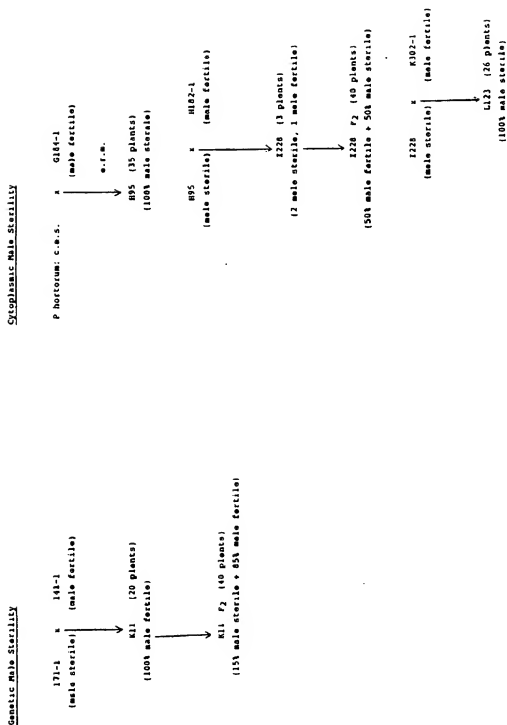 Genetic Male Sterility
171-1 x 141-1
(male sterile) (male fertile)
K11 (20 plants)
(100% male fertile)
K11 F2 (40 plants)
(15% male sterile + 85% male fertile)
Cytoplasmic Male Sterility
P hortorum: c.m.s. x G184-1
(male fertile)
e.f.m.
H95 (35 plants)
(100% male sterale)
H95 x H182-1
(male sterile) (male fertile)
I228 (3 plants)
(2 male sterile, 1 male fertile)
I228 F2 (40 plants)
(50% male fertile + 50% male sterile)
I228 x K302-1
(male sterile) (male fertile)
L123 (26 plants)
(100% male sterile)